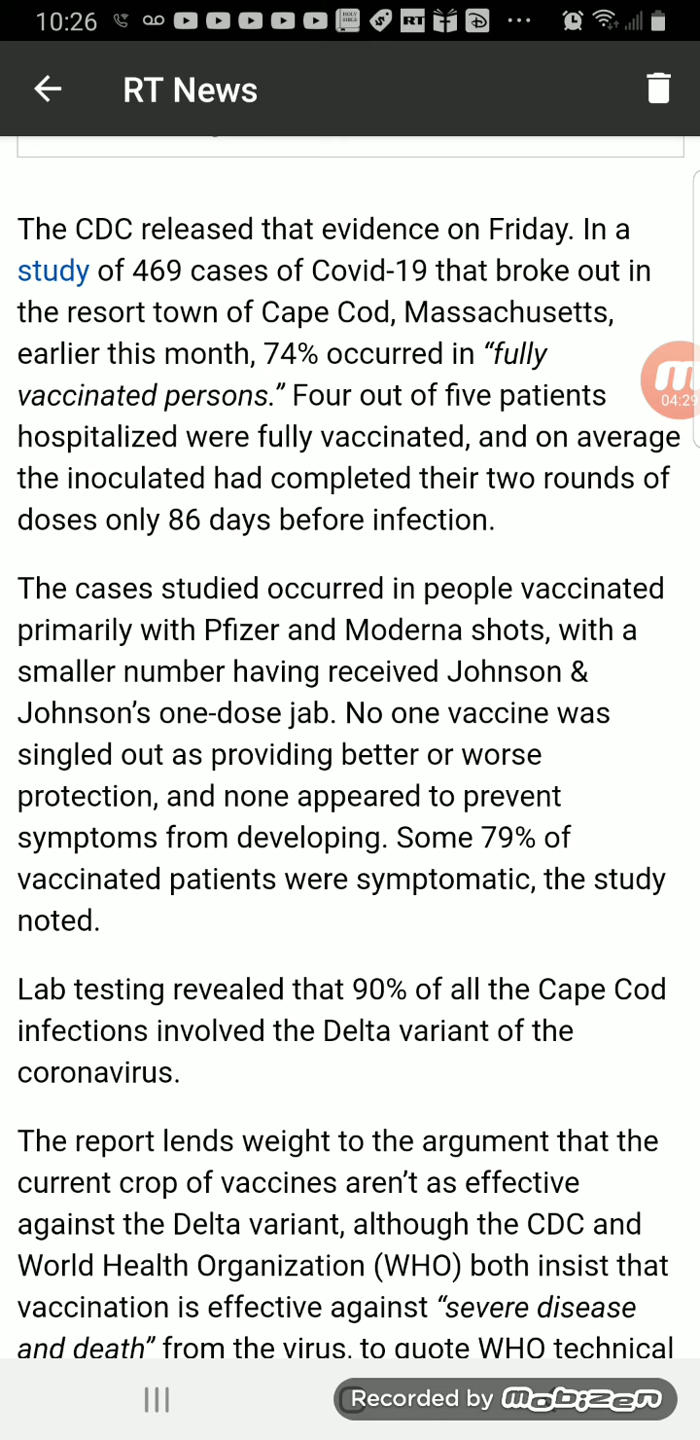 10:26
RT
RT News
The CDC released that evidence on Friday. In a
study of 469 cases of Covid-19 that broke out in
the resort town of Cape Cod, Massachusetts,
earlier this month, 74% occurred in “fully
vaccinated persons.” Four out of five patients
hospitalized were fully vaccinated, and on average
the inoculated had completed their two rounds of
doses only 86 days before infection.
04:29
The cases studied occurred in people vaccinated
primarily with Pfizer and Moderna shots, with a
smaller number having received Johnson &
Johnson’s one-dose jab. No one vaccine was
singled out as providing better or worse
protection, and none appeared to prevent
symptoms from developing. Some 79% of
vaccinated patients were symptomatic, the study
noted.
Lab testing revealed that 90% of all the Cape Cod
infections involved the Delta variant of the
coronavirus.
The report lends weight to the argument that the
current crop of vaccines aren’t as effective
against the Delta variant, although the CDC and
World Health Organization (WHO) both insist that
vaccination is effective against “severe disease
and death” from the virus, to quote WHO technical
Recorded by mobizen